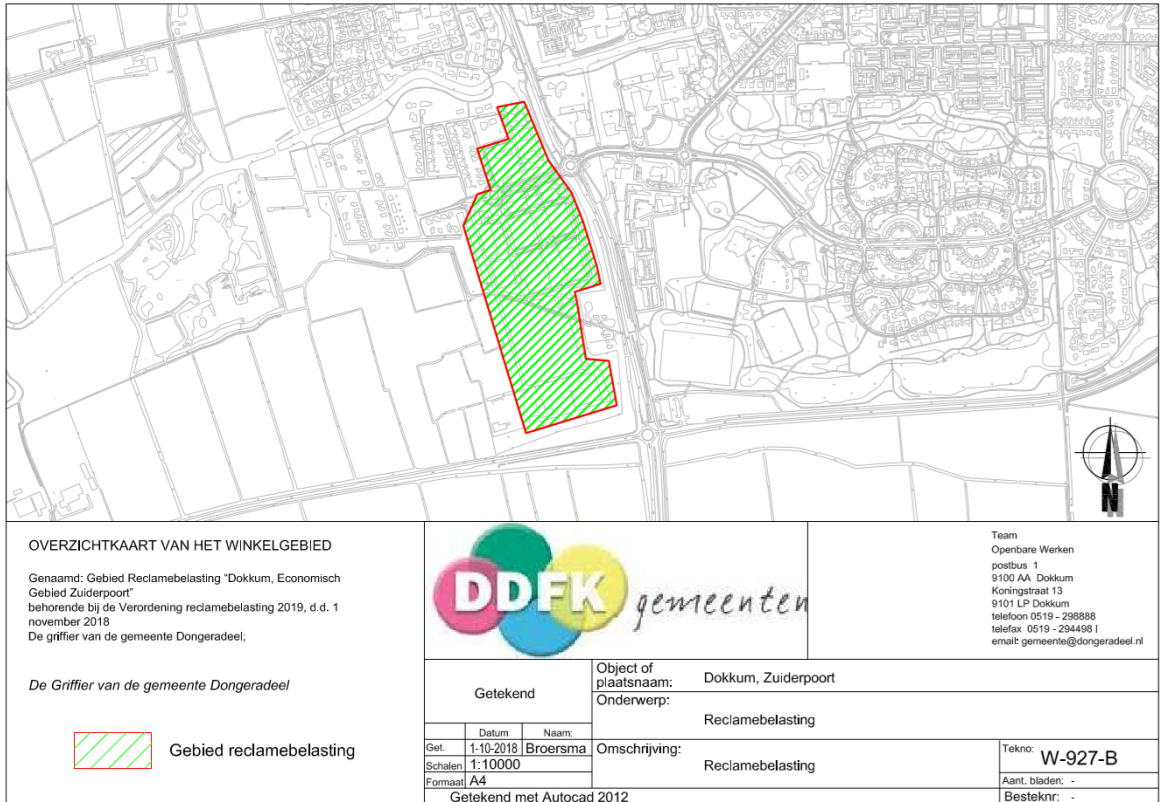 N
OVERZICHTKAART VAN HET WINKELGEBIED
Genaamd: Gebied Reclamebelasting "Dokkum, Economisch
Gebied Zuiderpoort"
behorende bij de Verordening reclamebelasting 2019, d.d. 1
november 2018
De griffier van de gemeente Dongeradeel;
De Griffier van de gemeente Dongeradeel
Gebied reclamebelasting
DDFK gemeenten
Team
Openbare Werken
postbus 1
9100 AA Dokkum
Koningstraat 13
9101 LP Dokkum
telefoon 0519 - 298888
telefax 0519 - 294498 |
email: gemeente@dongeradeel.nl
Getekend
Object of
plaatsnaam: Dokkum, Zuiderpoort
Onderwerp:
Reclamebelasting
Datum Naam:
Get. 1-10-2018 Broersma
Schalen 1:10000
Formaat A4
Omschrijving:
Reclamebelasting
Tekno: W-927-B
Aant. bladen: -
Getekend met Autocad 2012
Besteknr: -